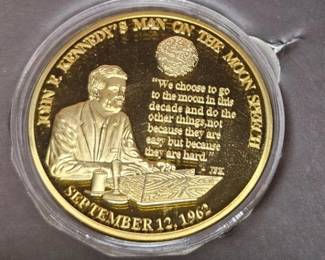 JOHN F. KENNEDY'S MAN ON THE MOON SPEECH
"We choose to go
to the moon in this
decade and do the
other things,not
because they are
easy but because
they are hard."
- JFK
SEPTEMBER 12, 1962